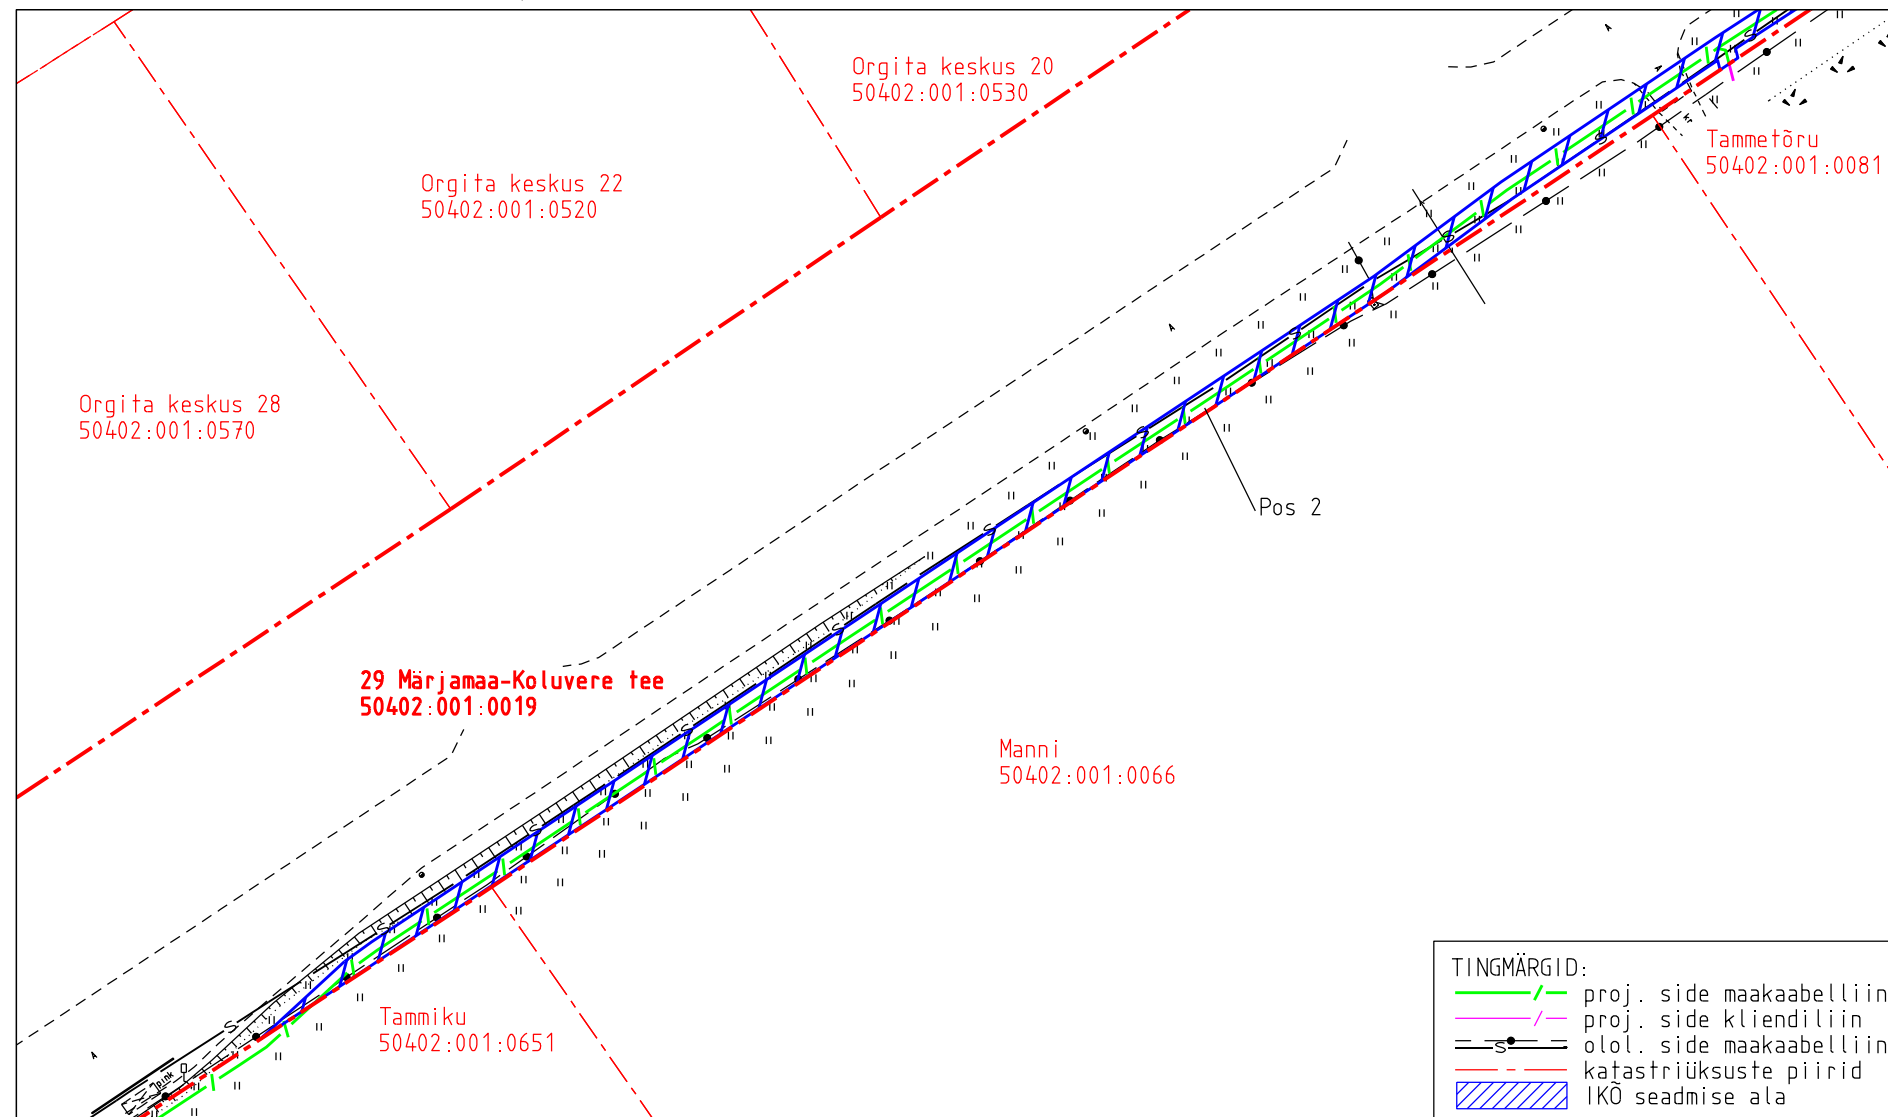 Orgita keskus 20
50402:001:0530
Tammetõru
50402:001:0081
Orgita keskus 22
50402:001:0520
Orgita keskus 28
50402:001:0570
Pos 2
29 Märjamaa-Koluvere tee
50402:001:0019
Manni
50402:001:0066
Tammiku
50402:001:0651
pink
TINGMÄRGID:
proj. side maakaabelliin
proj. side kliendiliin
olol. side maakaabelliin
katastriüksuste piirid
IKÕ seadmise ala